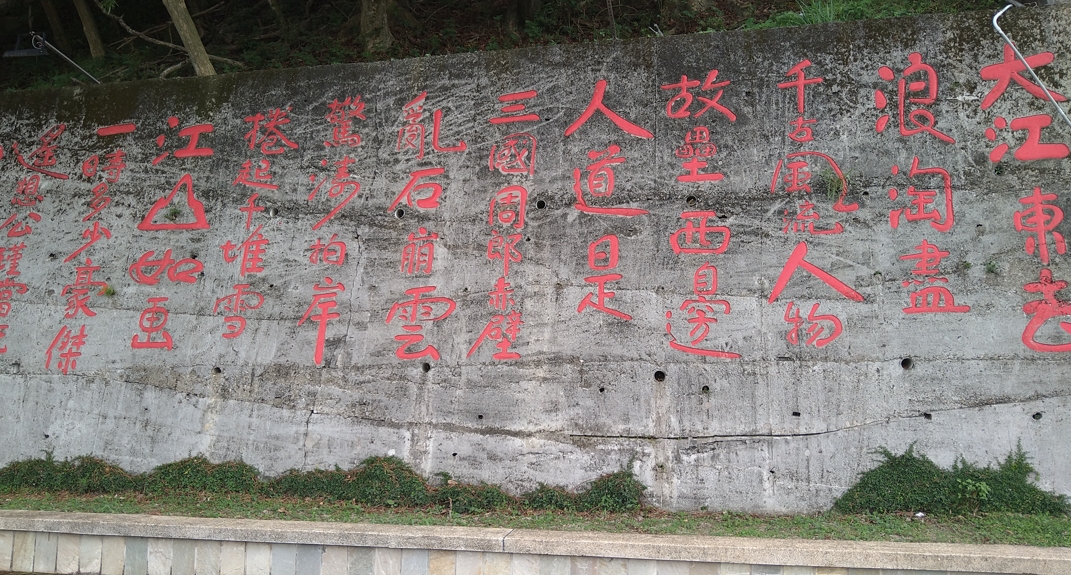 大江東去
浪淘盡
千古風流人物
故壘西邊
人道是
三國周郎赤壁
亂石崩雲
驚濤拍岸
捲起千堆雪
江山如畫
一時多少豪傑
遙想公瑾當